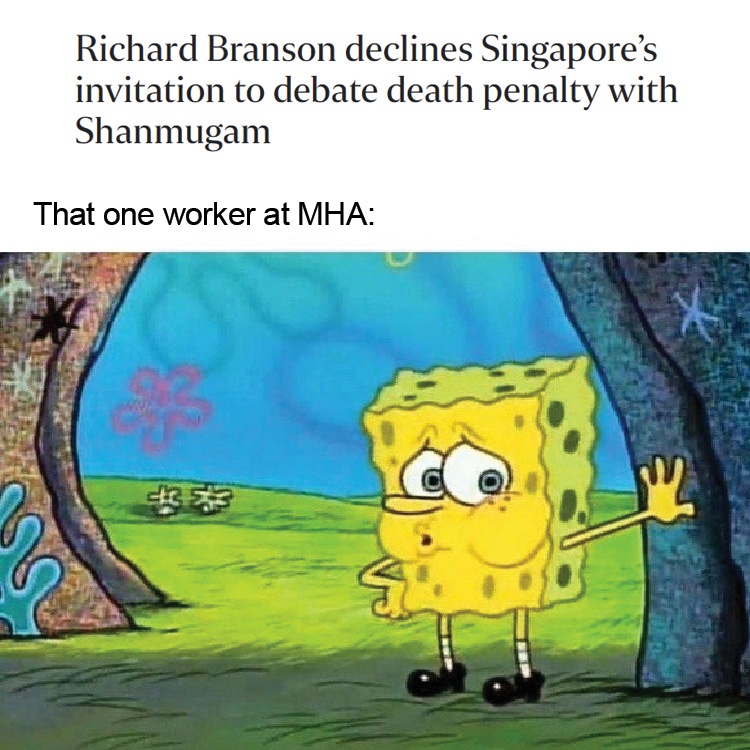 Richard Branson declines Singapore’s
invitation to debate death penalty with
Shanmugam
That one worker at MHA: